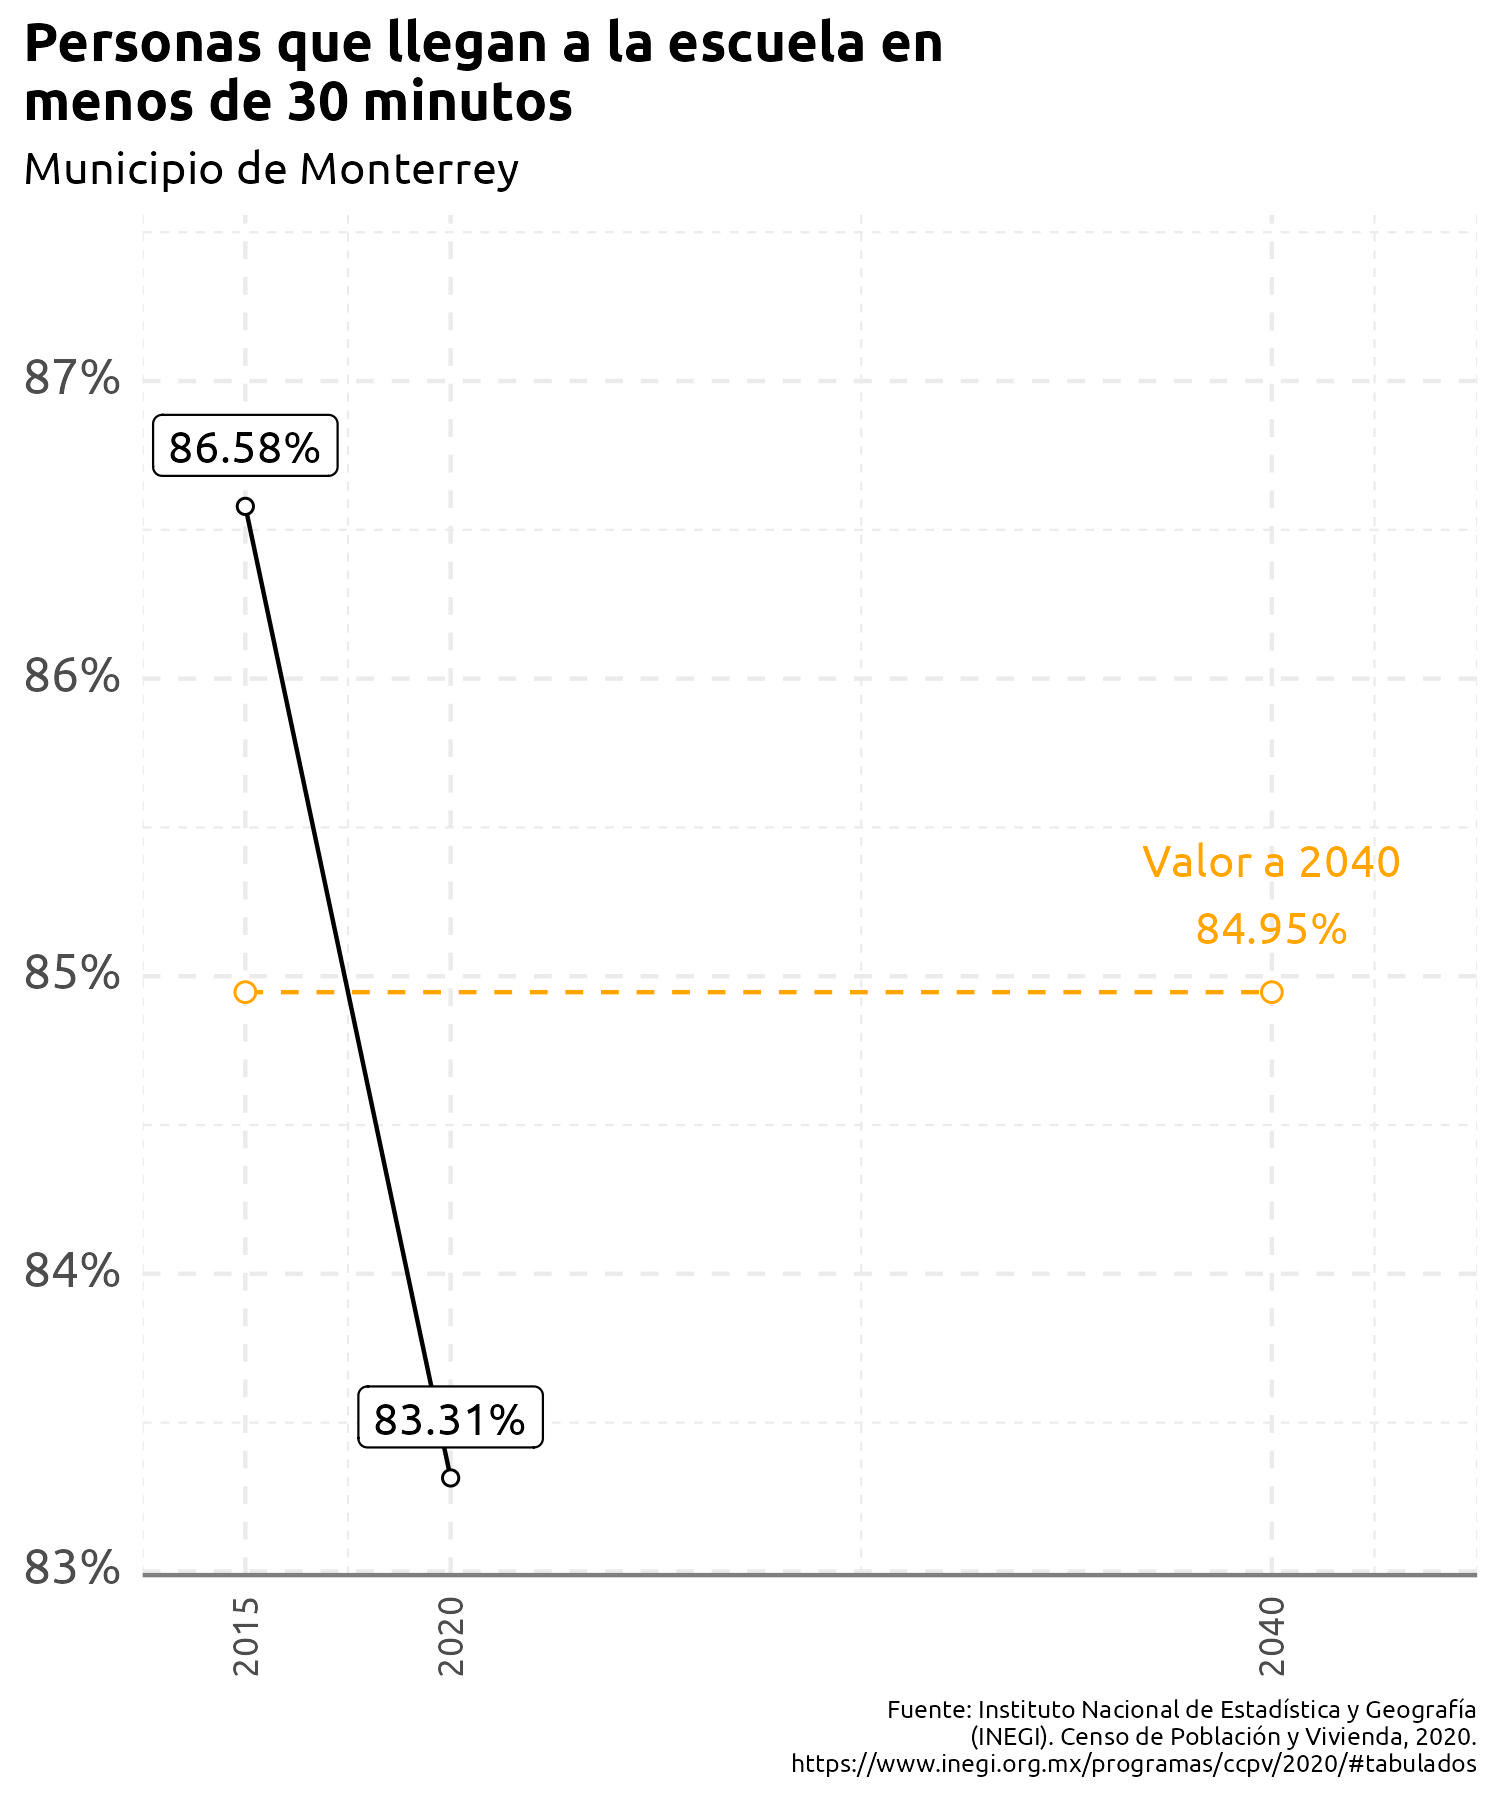 Personas que llegan a la escuela en
menos de 30 minutos
Municipio de Monterrey
87%
86.58%
86%
Valor a 2040
84.95%
85%
84%
83.31%
83%
2015
2020
2040
Fuente: Instituto Nacional de Estadística y Geografía
(INEGI). Censo de Población y Vivienda, 2020.
https://www.inegi.org.mx/programas/ccpv/2020/#tabulados